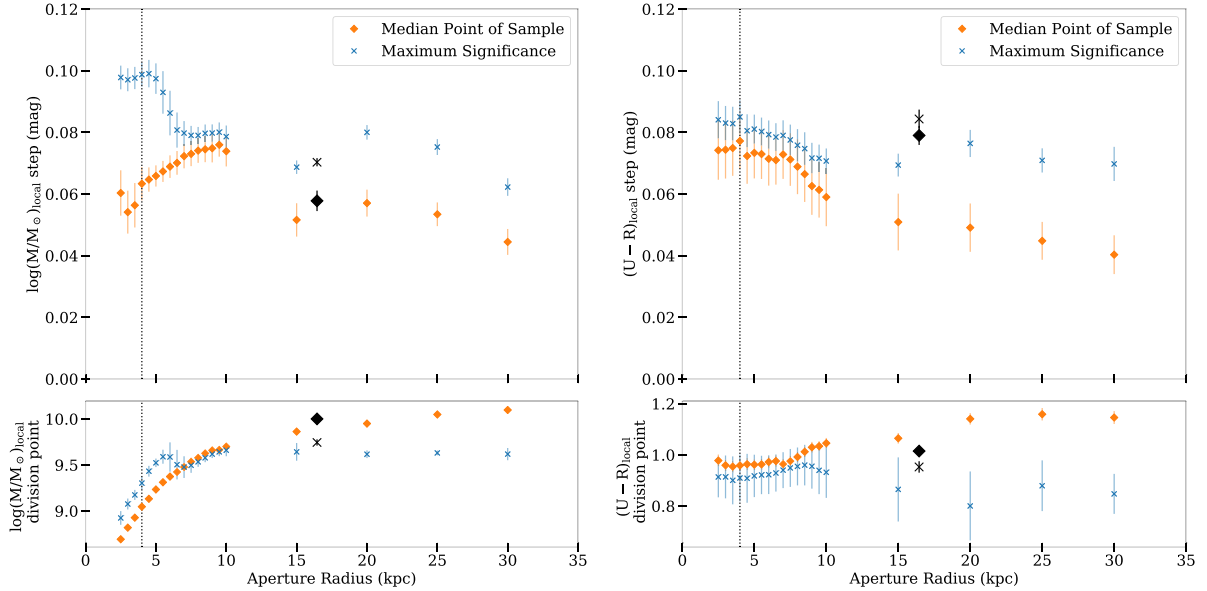 0.12
0.10
0.08
0.06
0.04
0.02
0.00
log(M/M⊙)local step (mag)
Median Point of Sample
Maximum Significance
10.0
9.5
9.0
log(M/M⊙)local
division point
0 5 10 15 20 25 30 35
Aperture Radius (kpc)
0.12
0.10
0.08
0.06
0.04
0.02
0.00
(U − R)local step (mag)
Median Point of Sample
Maximum Significance
1.2
1.0
0.8
(U − R)local
division point
0 5 10 15 20 25 30 35
Aperture Radius (kpc)